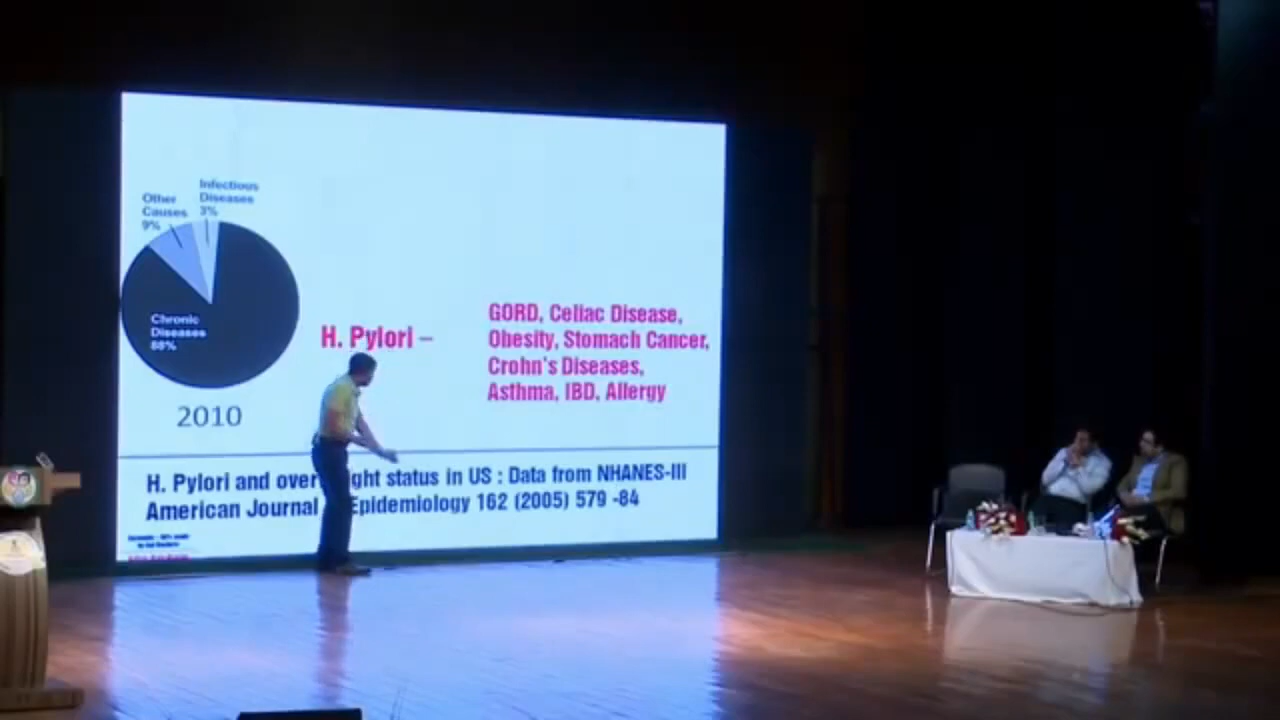 Infectious
Diseases
3%
Other
Causes
9%
Chronic
Diseases
88%
2010
H. Pylori –
GORD, Celiac Disease,
Obesity, Stomach Cancer,
Crohn's Diseases,
Asthma, IBD, Allergy
H. Pylori and over ght status in US : Data from NHANES-III
American Journal Epidemiology 162 (2005) 579 -84